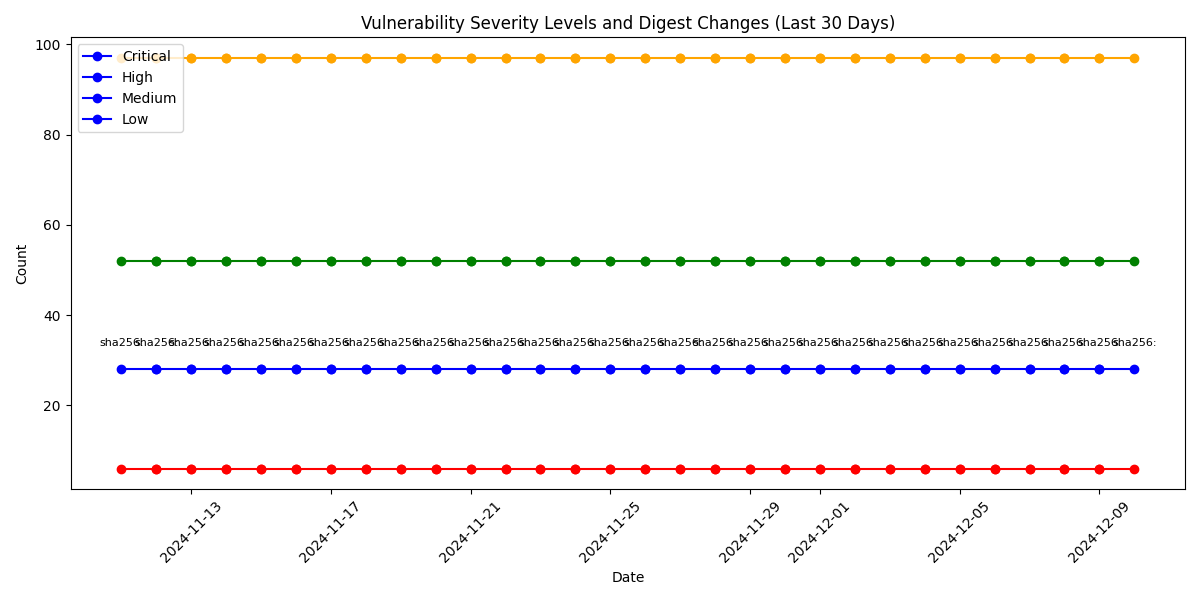 Vulnerability Severity Levels and Digest Changes (Last 30 Days)
Critical
High
Medium
Low
100
80
60
40
20
Count
sha256: sha256: sha256: sha256: sha256: sha256: sha256: sha256: sha256: sha256: sha256: sha256: sha256: sha256: sha256: sha256: sha256: sha256: sha256: sha256: sha256: sha256: sha256: sha256: sha256: sha256: sha256: sha256: sha256: sha256:
2024-11-13
2024-11-17
2024-11-21
2024-11-25
2024-11-29
2024-12-01
2024-12-05
2024-12-09
Date